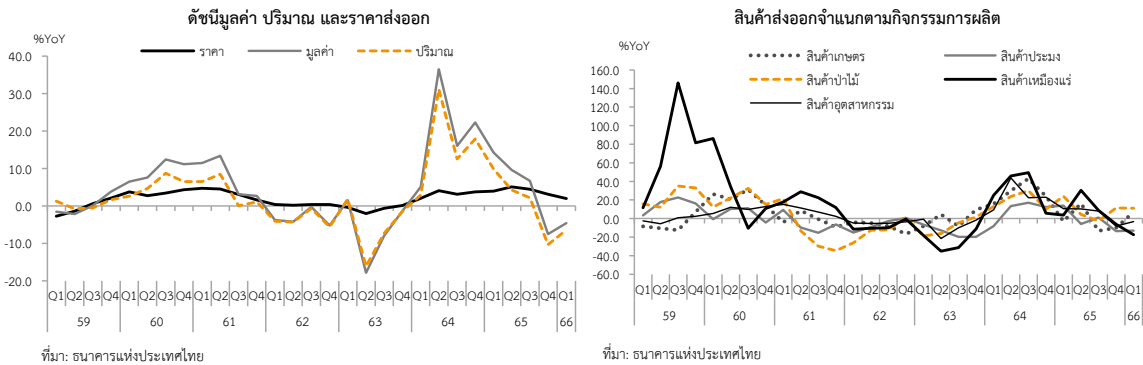 ดัชนีมูลค่า ปริมาณ และราคาส่งออก
%YoY
ราคา มูลค่า ปริมาณ
40.0
30.0
20.0
10.0
0.0
-10.0
-20.0
Q1 Q2 Q3 Q4 Q1 Q2 Q3 Q4 Q1 Q2 Q3 Q4 Q1 Q2 Q3 Q4 Q1 Q2 Q3 Q4 Q1 Q2 Q3 Q4 Q1 Q2 Q3 Q4 Q1
59 60 61 62 63 64 65 66
ที่มา: ธนาคารแห่งประเทศไทย
สินค้าส่งออกจำแนกตามกิจกรรมการผลิต
%YoY
สินค้าเกษตร สินค้าประมง
สินค้าป่าไม้ สินค้าเหมืองแร่
สินค้าอุตสาหกรรม
160.0
140.0
120.0
100.0
80.0
60.0
40.0
20.0
0.0
-20.0
-40.0
-60.0
Q1 Q2 Q3 Q4 Q1 Q2 Q3 Q4 Q1 Q2 Q3 Q4 Q1 Q2 Q3 Q4 Q1 Q2 Q3 Q4 Q1 Q2 Q3 Q4 Q1 Q2 Q3 Q4 Q1
59 60 61 62 63 64 65 66
ที่มา: ธนาคารแห่งประเทศไทย